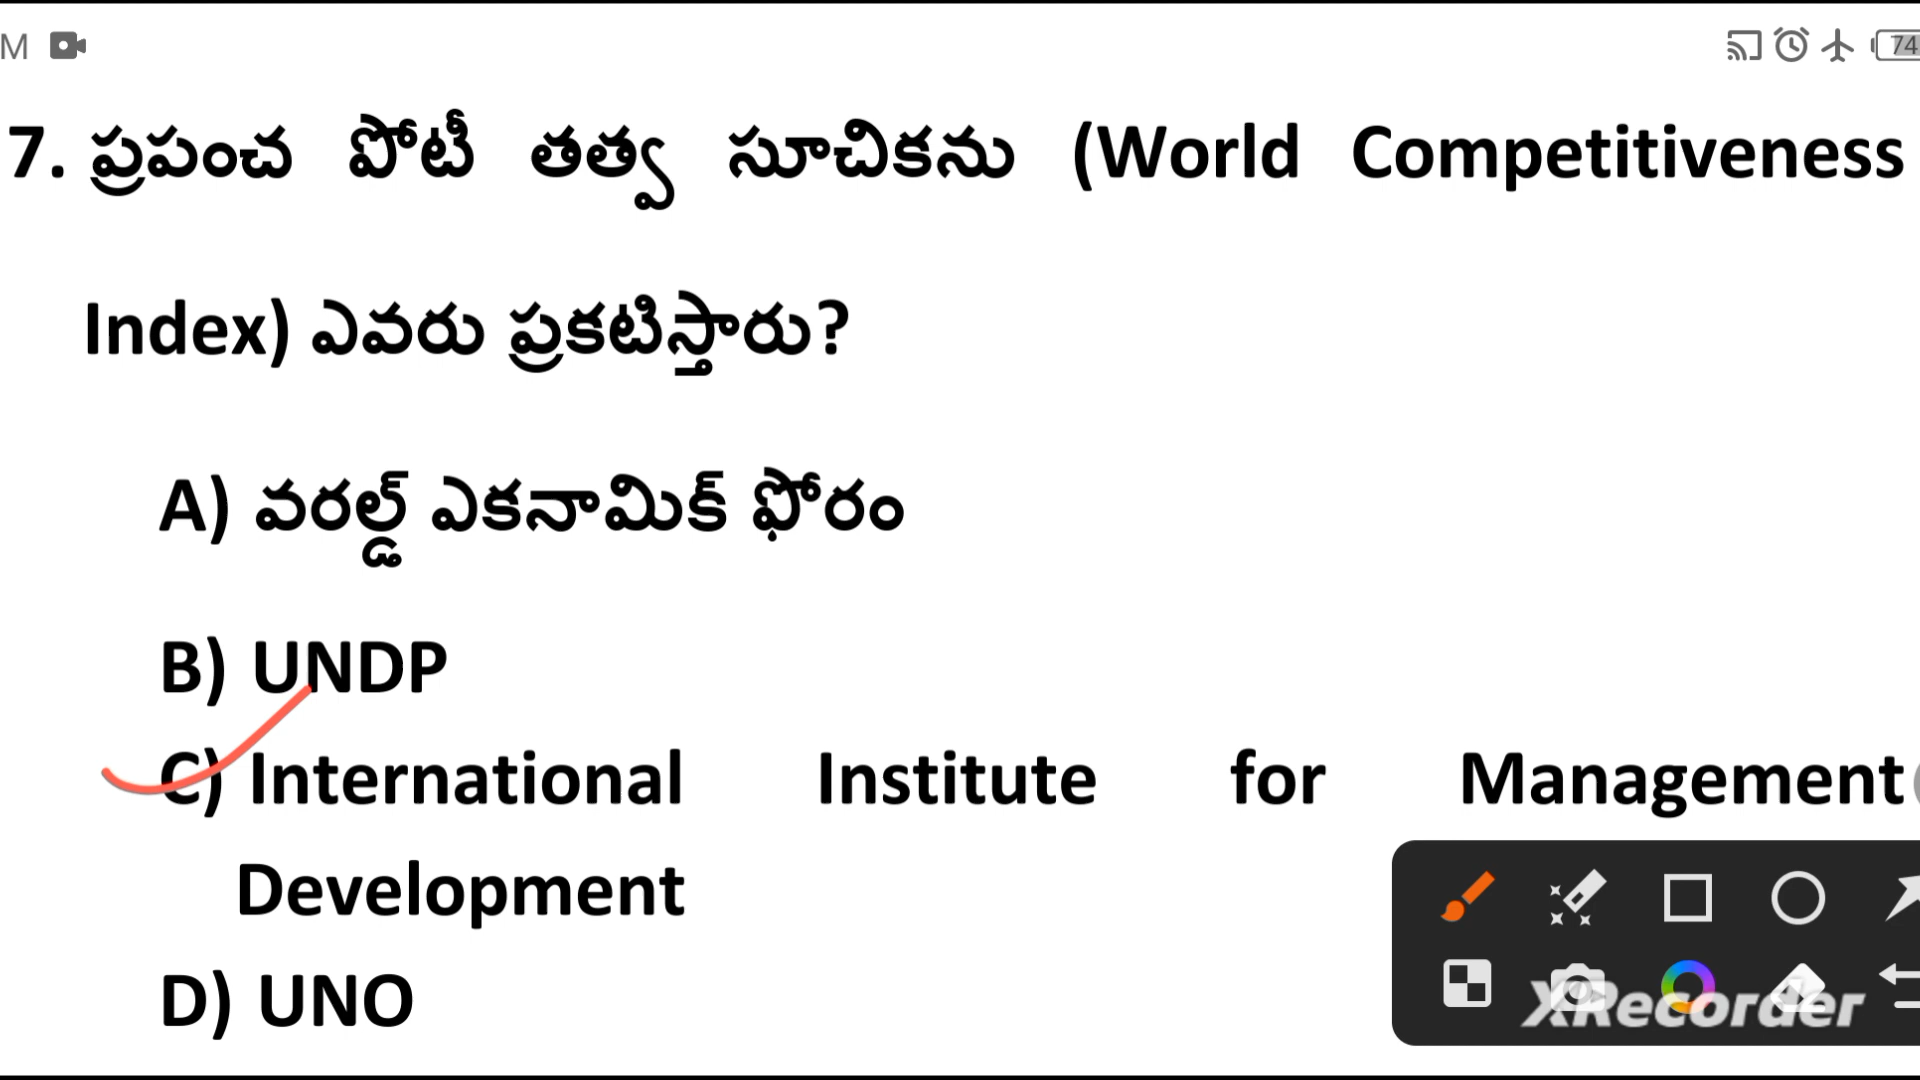 M
74
7. ప్రపంచ పోటీ తత్వ సూచికను (World Competitiveness
Index) ఎవరు ప్రకటిస్తారు?
A) వరల్డ్ ఎకనామిక్ ఫోరం
B) UNDP
C) International Institute for Management
Development
D) UNO
XRecorder